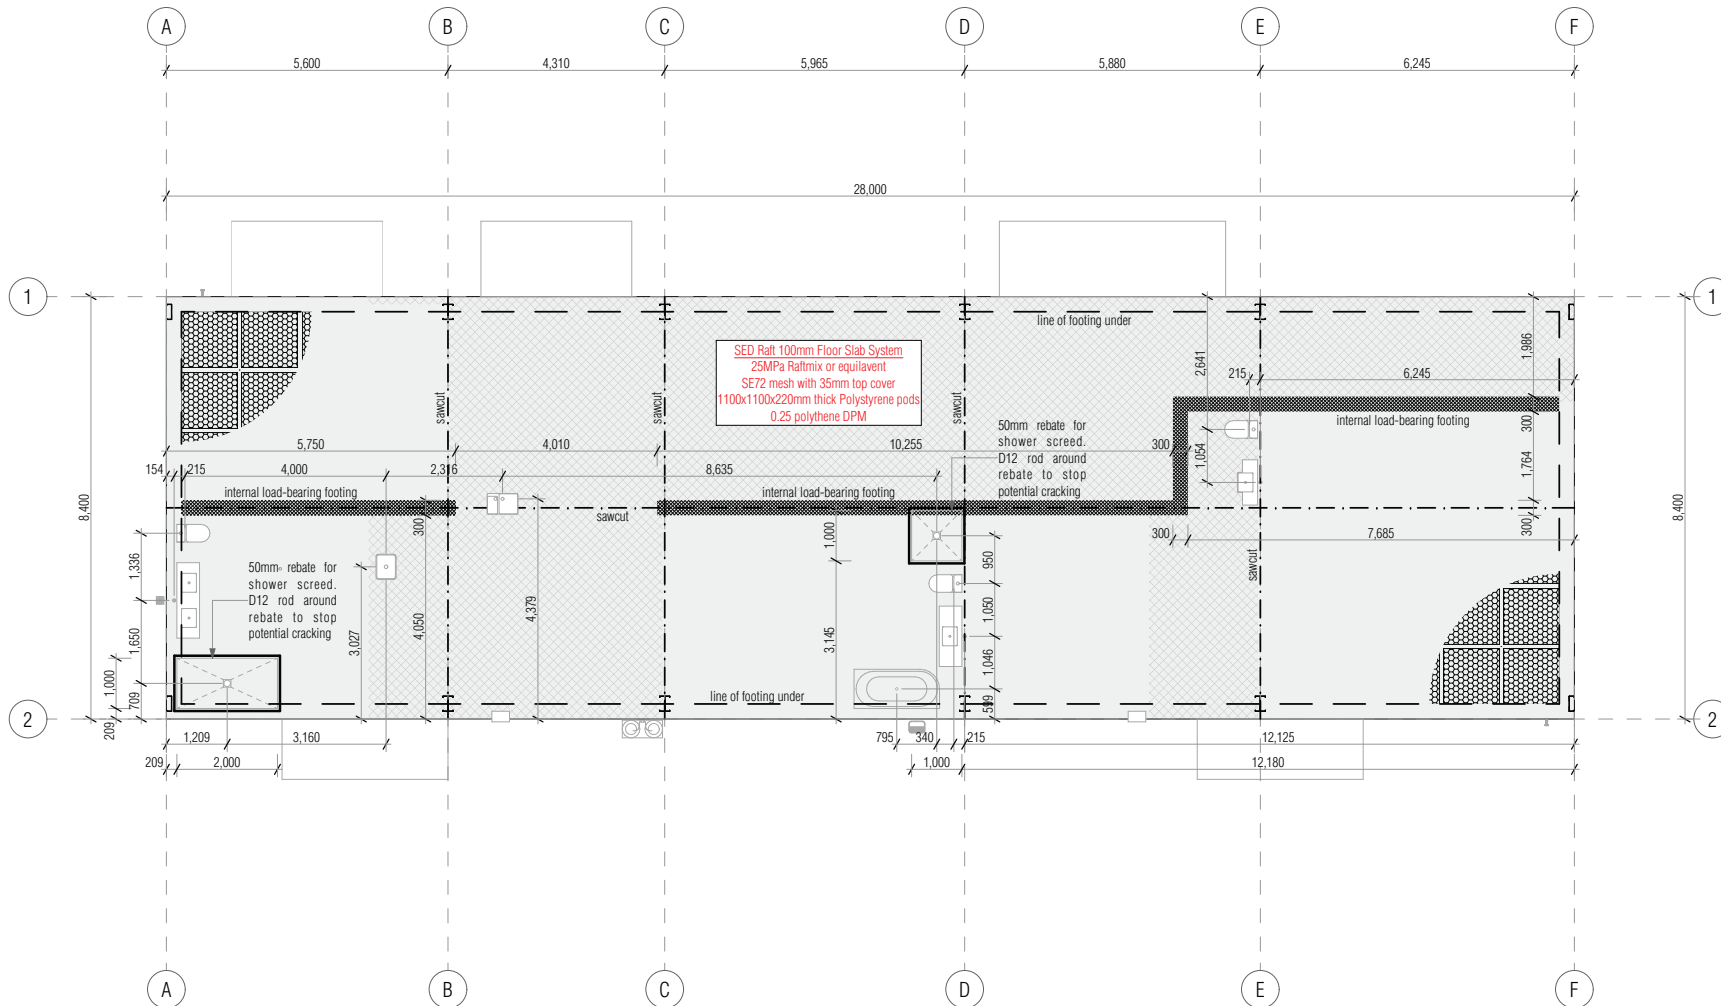 A B C D E F
5,600 4,310 5,965 5,880 6,245
28,000
1 1
line of footing under
SED Raft 100mm Floor Slab System
25MPa Raftmix or equilavent
SE72 mesh with 35mm top cover
1100x1100x220mm thick Polystyrene pods
0.25 polythene DPM
2,641
1,986
215 6,245
sawcut
sawcut
internal load-bearing footing
300
50mm rebate for
shower screed.
D12 rod around
rebate to stop
potential cracking
5,750 4,010 10,255 300
1,054
1,764
154 215 4,000 2,316 8,635
internal load-bearing footing
internal load-bearing footing
sawcut
8,400
8,400
300
1,000
300 7,685
300
1,336
950
sawcut
50mm rebate for
shower screed.
D12 rod around
rebate to stop
potential cracking
3,027
4,050
4,379
3,145
1,050
1,650
1,046
1,000
709
line of footing under
599
2 2
209
1,209 3,160
795 340 215 12,125
209 2,000
1,000 12,180
A B C D E F